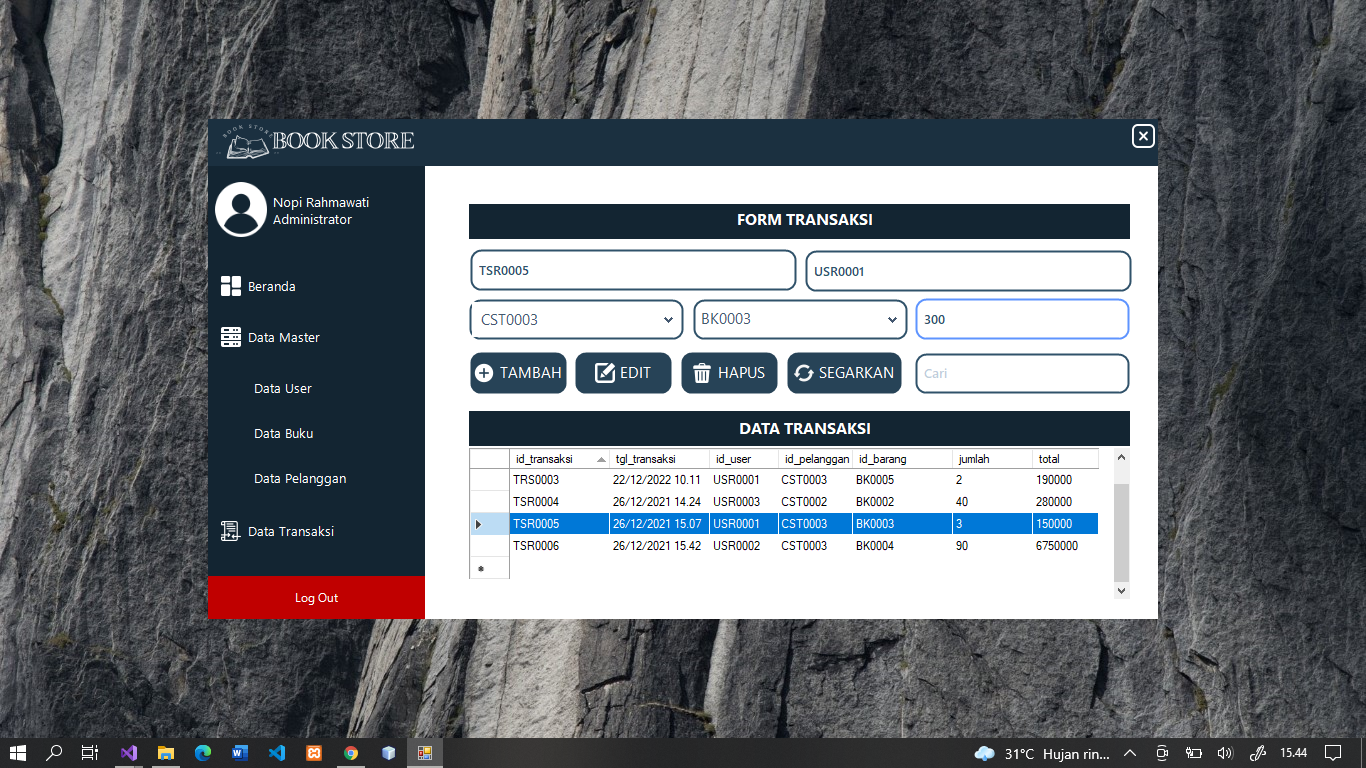 BOOK STORE
BOOK STORE
Nopi Rahmawati
Administrator
Beranda
Data Master
Data User
Data Buku
Data Pelanggan
Data Transaksi
Log Out
FORM TRANSAKSI
TSR0005 USR0001
CST0003 BK0003 300
TAMBAH EDIT HAPUS SEGARKAN Cari
DATA TRANSAKSI
id_transaksi tgl_transaksi id_user id_pelanggan id_barang jumlah total
TRS0003 22/12/2022 10.11 USR0001 CST0003 BK0005 2 190000
TSR0004 26/12/2021 14.24 USR0003 CST0002 BK0002 40 280000
TSR0005 26/12/2021 15.07 USR0001 CST0003 BK0003 3 150000
TSR0006 26/12/2021 15.42 USR0002 CST0003 BK0004 90 6750000
31°C Hujan rin... 15.44